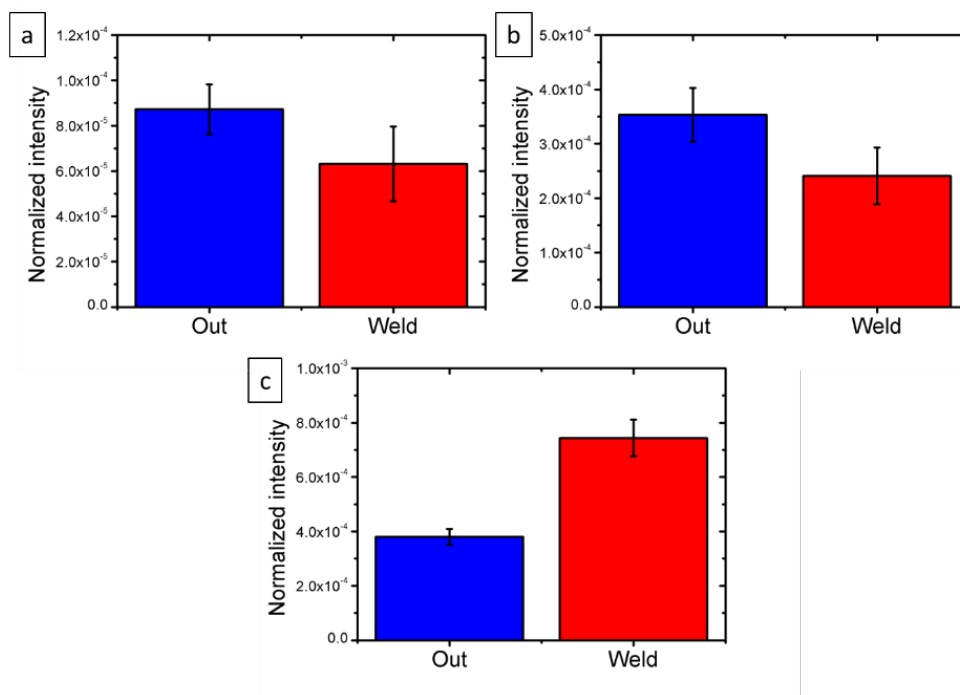 a
Normalized intensity
1.2x10⁻⁴
1.0x10⁻⁴
8.0x10⁻⁵
6.0x10⁻⁵
4.0x10⁻⁵
2.0x10⁻⁵
0.0
Out Weld
b
Normalized intensity
5.0x10⁻⁴
4.0x10⁻⁴
3.0x10⁻⁴
2.0x10⁻⁴
1.0x10⁻⁴
0.0
Out Weld
c
Normalized intensity
1.0x10⁻³
8.0x10⁻⁴
6.0x10⁻⁴
4.0x10⁻⁴
2.0x10⁻⁴
0.0
Out Weld